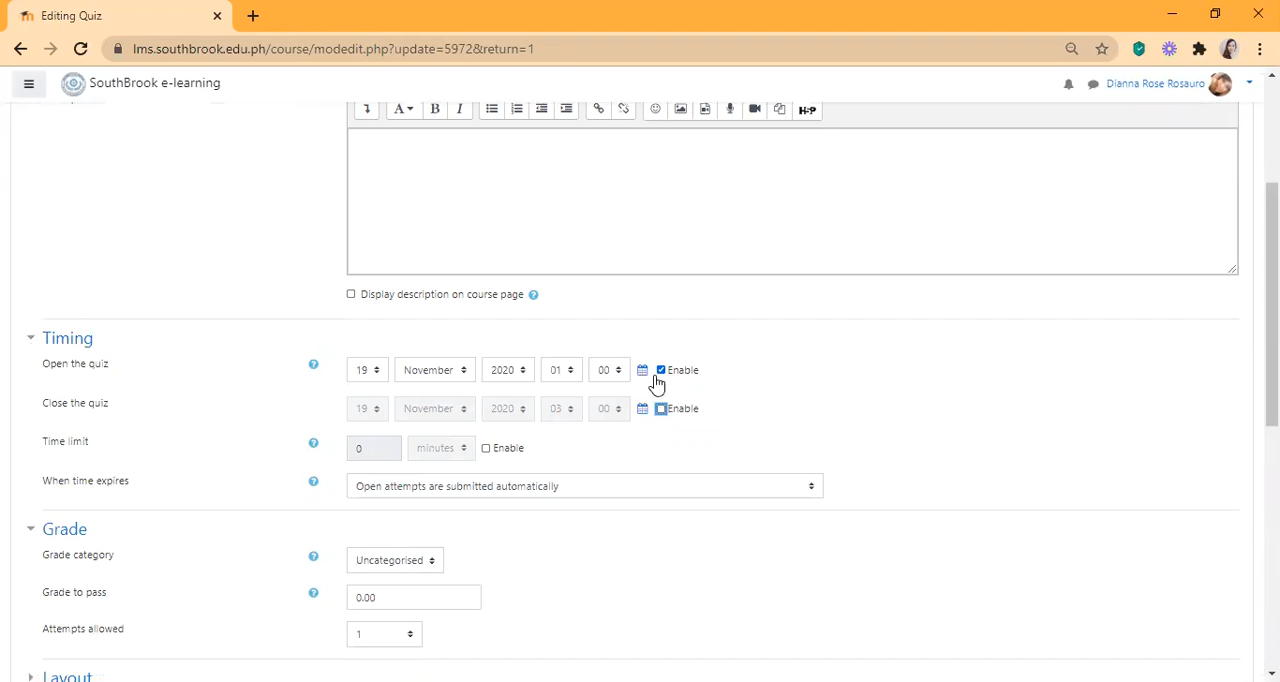 Editing Quiz
lms.southbrook.edu.ph/course/modedit.php?update=5972&return=1
SouthBrook e-learning
Dianna Rose Rosauro
A B I H-P
Display description on course page
Timing
Open the quiz 19 November 2020 01 00 Enable
Close the quiz 19 November 2020 03 00 Enable
Time limit 0 minutes Enable
When time expires Open attempts are submitted automatically
Grade
Grade category Uncategorised
Grade to pass 0.00
Attempts allowed 1
Layout